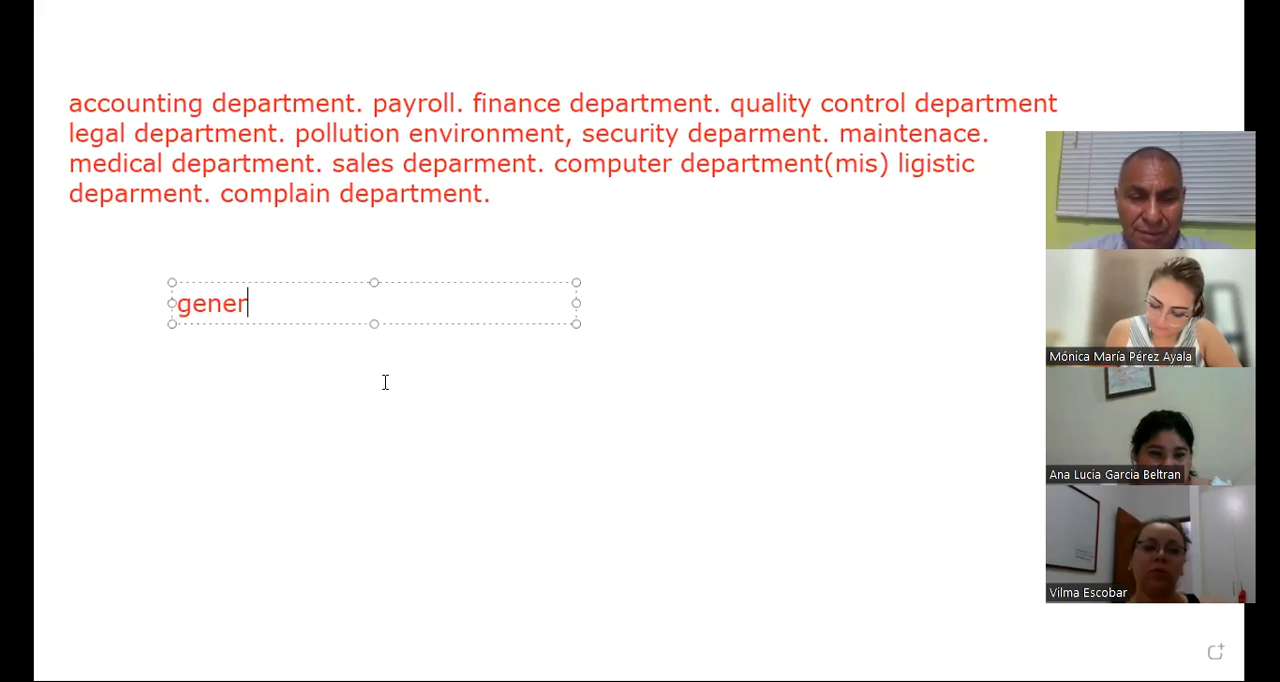 accounting department. payroll. finance department. quality control department
legal department. pollution environment, security deparment. maintenace.
medical department. sales deparment. computer department(mis) ligistic
deparment. complain department.
gener
Mónica María Pérez Ayala
Ana Lucia Garcia Beltran
Vilma Escobar